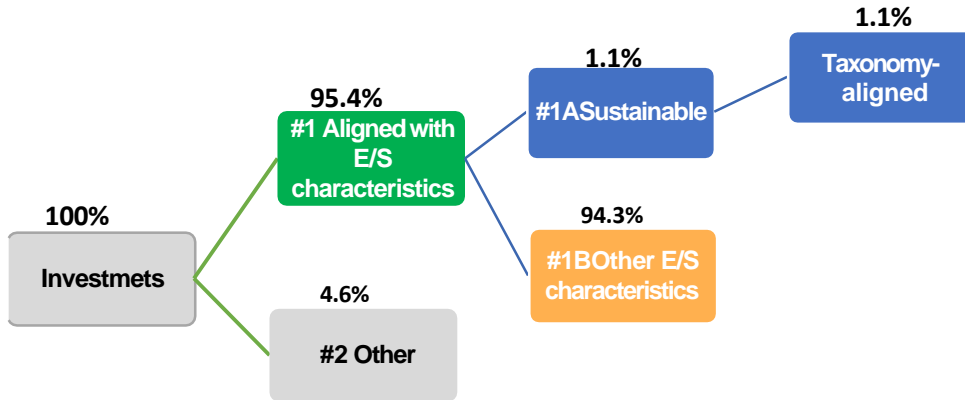 1.1%
Taxonomy-
aligned
1.1%
#1ASustainable
95.4%
#1 Aligned with
E/S
characteristics
94.3%
#1BOther E/S
characteristics
100%
Investmets
4.6%
#2 Other